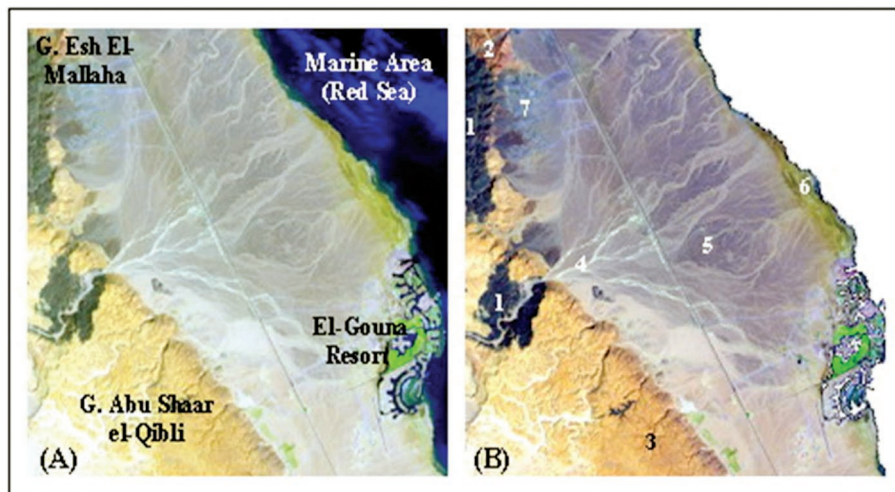 G. Esh El-
Mallaha
Marine Area
(Red Sea)
El-Gouna
Resort
G. Abu Shaar
el-Qibli
(A)
2
1
7
6
5
4
1
3
(B)